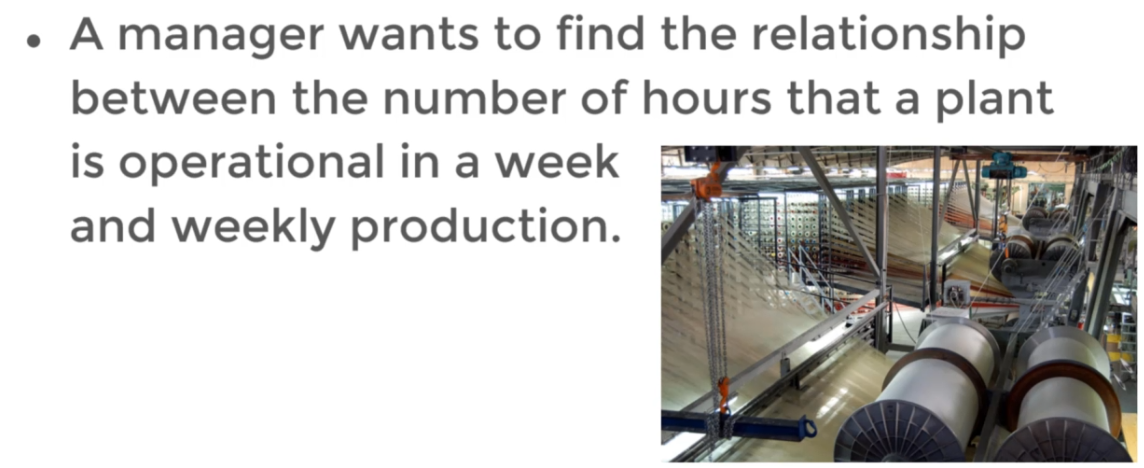 • A manager wants to find the relationship
between the number of hours that a plant
is operational in a week
and weekly production.